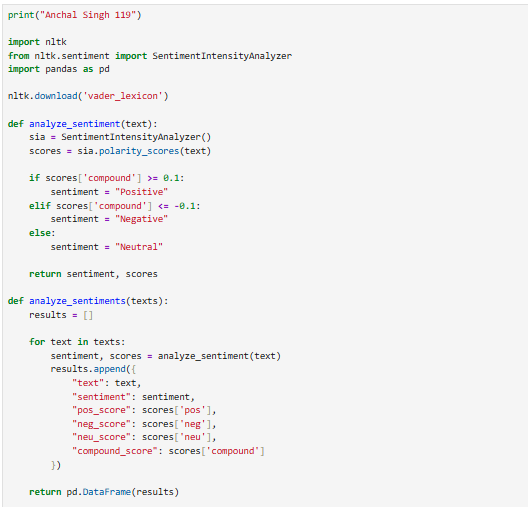 print("Anchal Singh 119")

import nltk
from nltk.sentiment import SentimentIntensityAnalyzer
import pandas as pd

nltk.download('vader_lexicon')

def analyze_sentiment(text):
    sia = SentimentIntensityAnalyzer()
    scores = sia.polarity_scores(text)

    if scores['compound'] >= 0.1:
        sentiment = "Positive"
    elif scores['compound'] <= -0.1:
        sentiment = "Negative"
    else:
        sentiment = "Neutral"

    return sentiment, scores

def analyze_sentiments(texts):
    results = []

    for text in texts:
        sentiment, scores = analyze_sentiment(text)
        results.append({
            "text": text,
            "sentiment": sentiment,
            "pos_score": scores['pos'],
            "neg_score": scores['neg'],
            "neu_score": scores['neu'],
            "compound_score": scores['compound']
        })

    return pd.DataFrame(results)